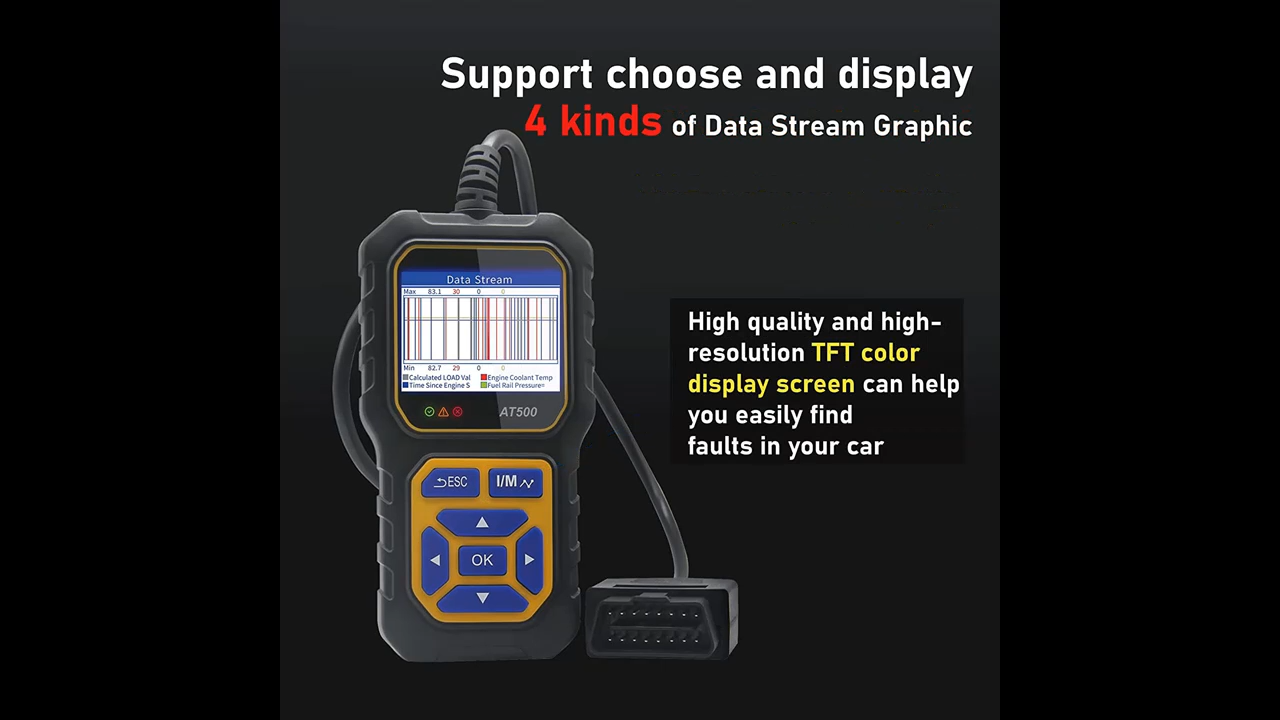 Support choose and display
4 kinds of Data Stream Graphic
Data Stream
Max 83.1 30 0 0
Min 82.7 29 0 0
Calculated LOAD Val Engine Coolant Temp
Time Since Engine S Fuel Rail Pressure=
AT500
High quality and high-
resolution TFT color
display screen can help
you easily find
faults in your car
ESC I/M
OK